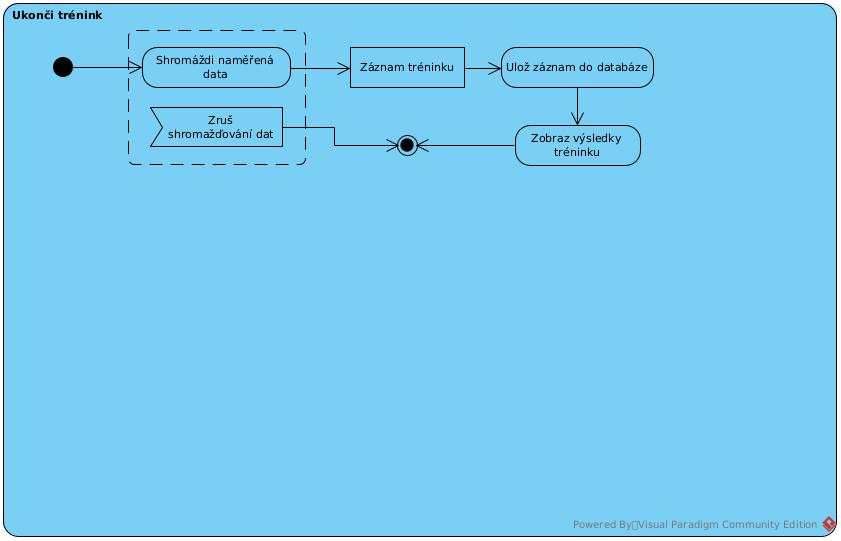 Ukonči trénink
Shromáždi naměřená
data
Záznam tréninku
Ulož záznam do databáze
Zruš
shromažďování dat
Zobraz výsledky
tréninku
Powered By Visual Paradigm Community Edition